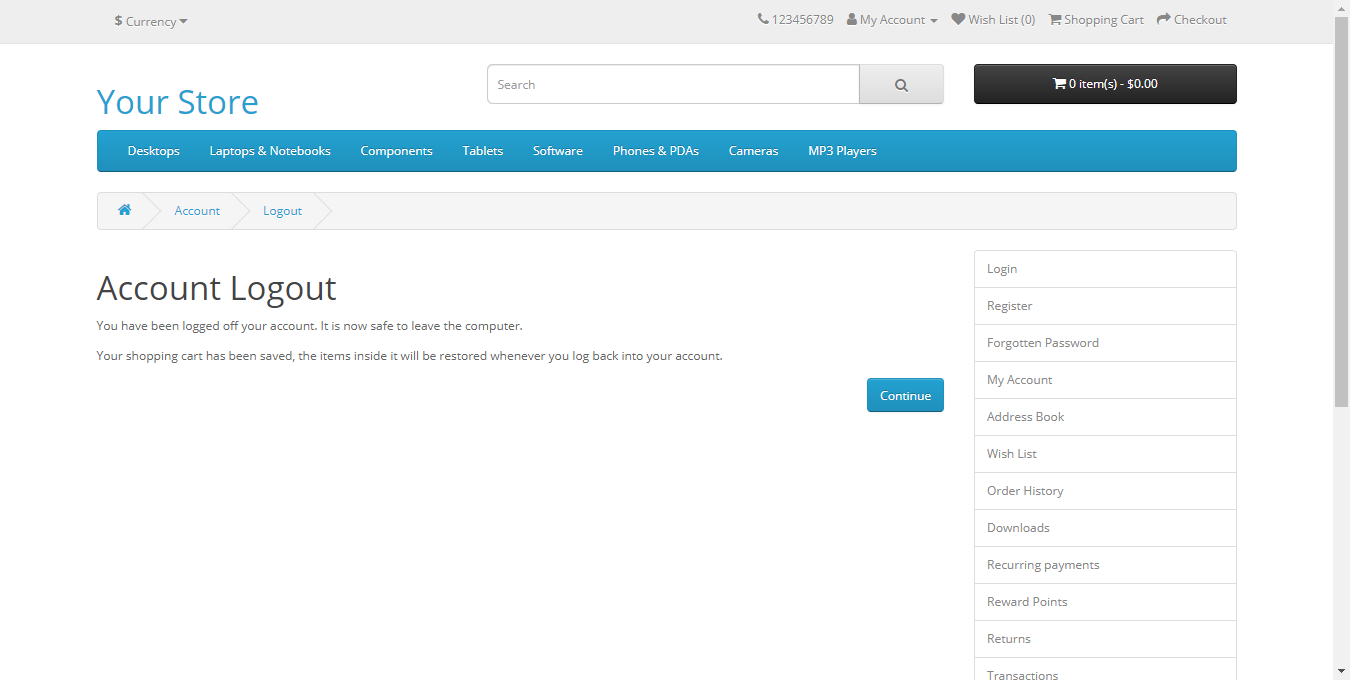 $ Currency
123456789 My Account Wish List (0) Shopping Cart Checkout
Your Store
Search
0 item(s) - $0.00
Desktops Laptops & Notebooks Components Tablets Software Phones & PDAs Cameras MP3 Players
Account Logout
Account Logout
You have been logged off your account. It is now safe to leave the computer.
Your shopping cart has been saved, the items inside it will be restored whenever you log back into your account.
Continue
Login
Register
Forgotten Password
My Account
Address Book
Wish List
Order History
Downloads
Recurring payments
Reward Points
Returns
Transactions